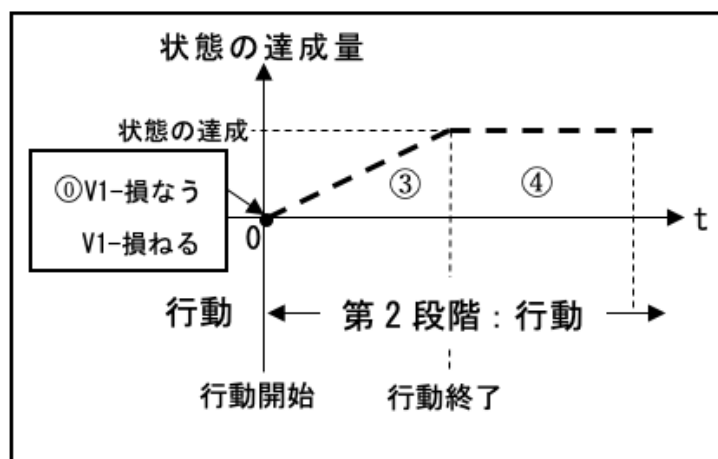 状態の達成量
状態の達成
⓪V1-損なう
V1-損ねる
③
④
0
t
行動
第2段階：行動
行動開始
行動終了